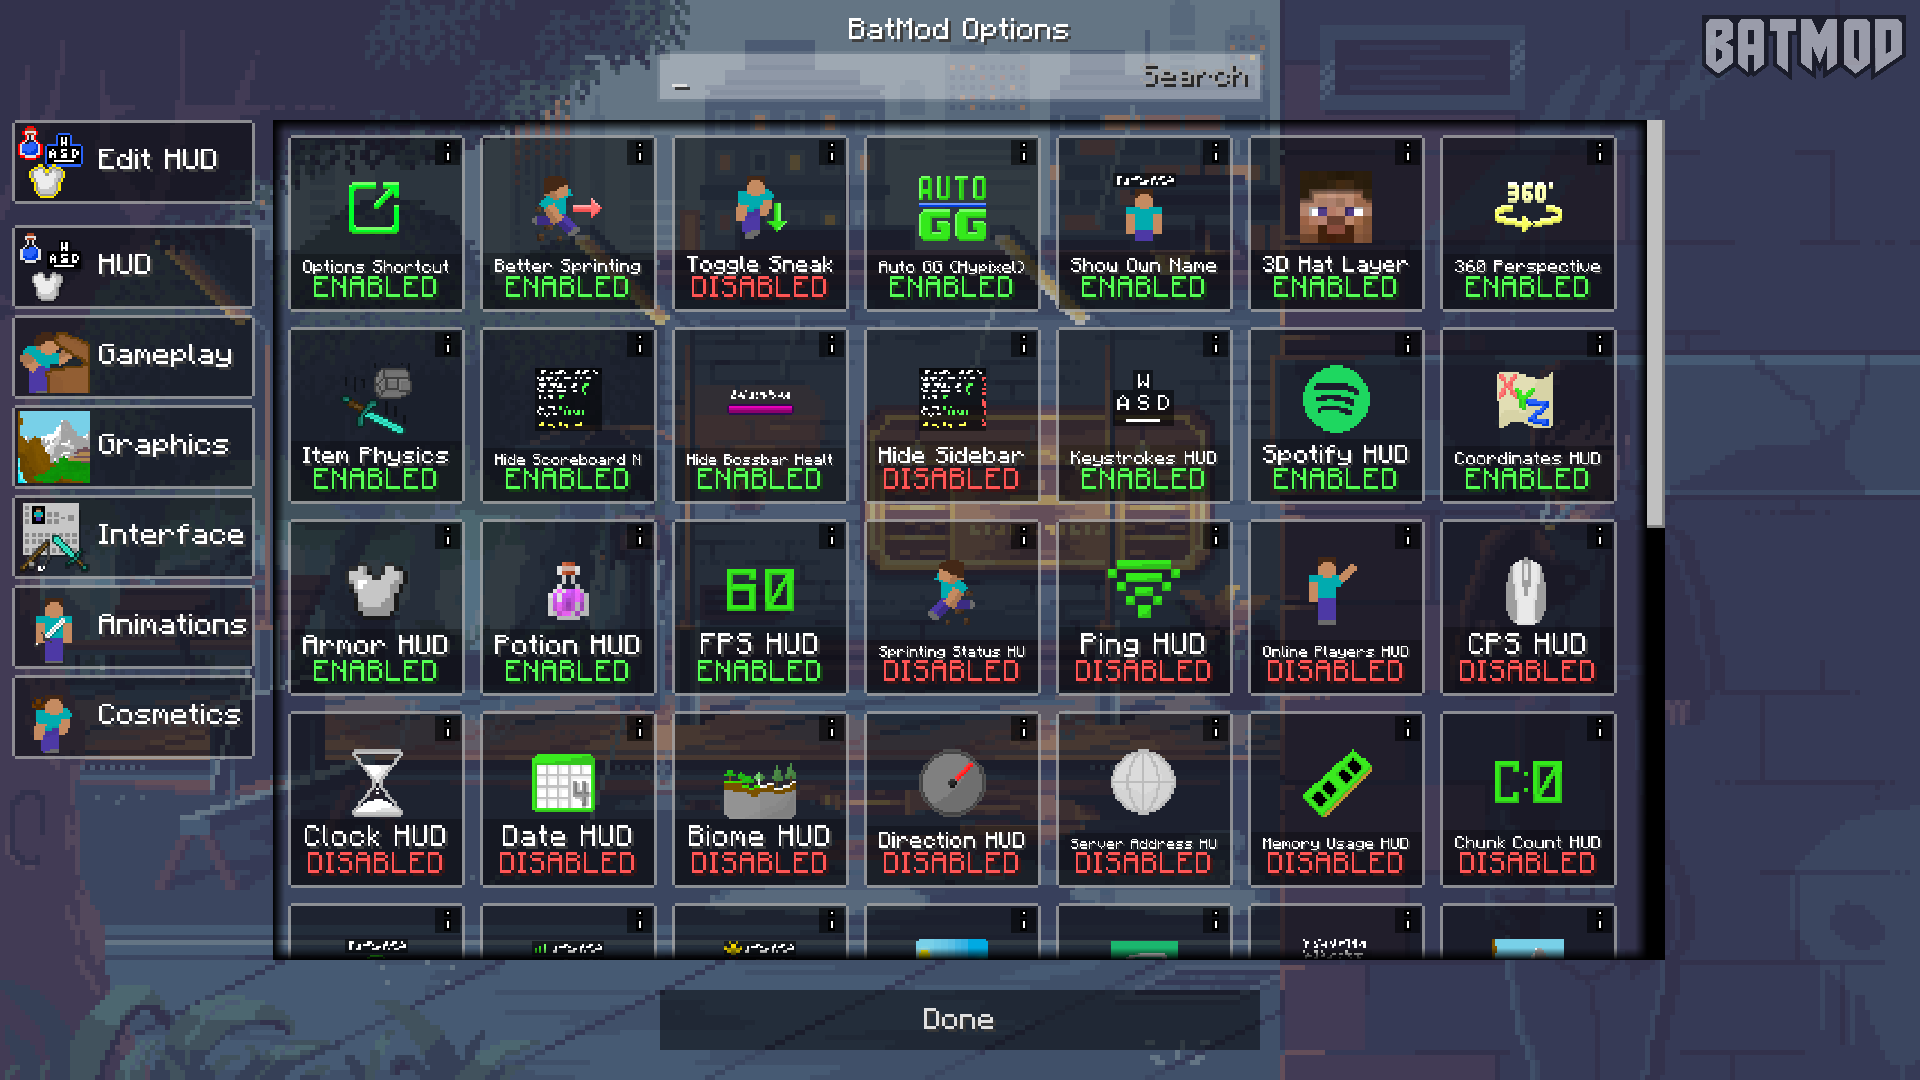 BatMod Options
BATMOD
_ Search
Edit HUD
HUD
Gameplay
Graphics
Interface
Animations
Cosmetics
Options Shortcut
ENABLED
Better Sprinting
ENABLED
Toggle Sneak
DISABLED
AUTO
GG
Auto GG (Hypixel)
ENABLED
Show Own Name
ENABLED
3D Hat Layer
ENABLED
360°
360 Perspective
ENABLED
Item Physics
ENABLED
Hide Scoreboard N
ENABLED
Hide Bossbar Healt
ENABLED
Hide Sidebar
DISABLED
W
A S D
Keystrokes HUD
ENABLED
Spotify HUD
ENABLED
XYZ
Coordinates HUD
ENABLED
Armor HUD
ENABLED
Potion HUD
ENABLED
60
FPS HUD
ENABLED
Sprinting Status HU
DISABLED
Ping HUD
DISABLED
Online Players HUD
DISABLED
CPS HUD
DISABLED
Clock HUD
DISABLED
4
Date HUD
DISABLED
Biome HUD
DISABLED
Direction HUD
DISABLED
Server Address HU
DISABLED
Memory Usage HUD
DISABLED
C:0
Chunk Count HUD
DISABLED
Done